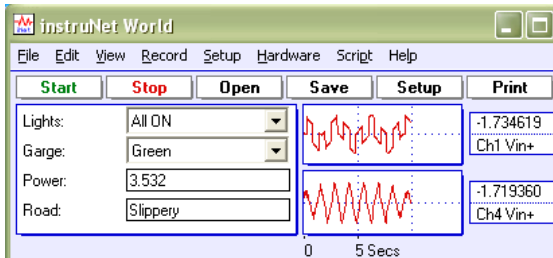 instruNet World
File Edit View Record Setup Hardware Script Help
Start Stop Open Save Setup Print
Lights: All ON
Garge: Green
Power: 3.532
Road: Slippery
-1.734619
Ch1 Vin+
-1.719360
Ch4 Vin+
0 5 Secs